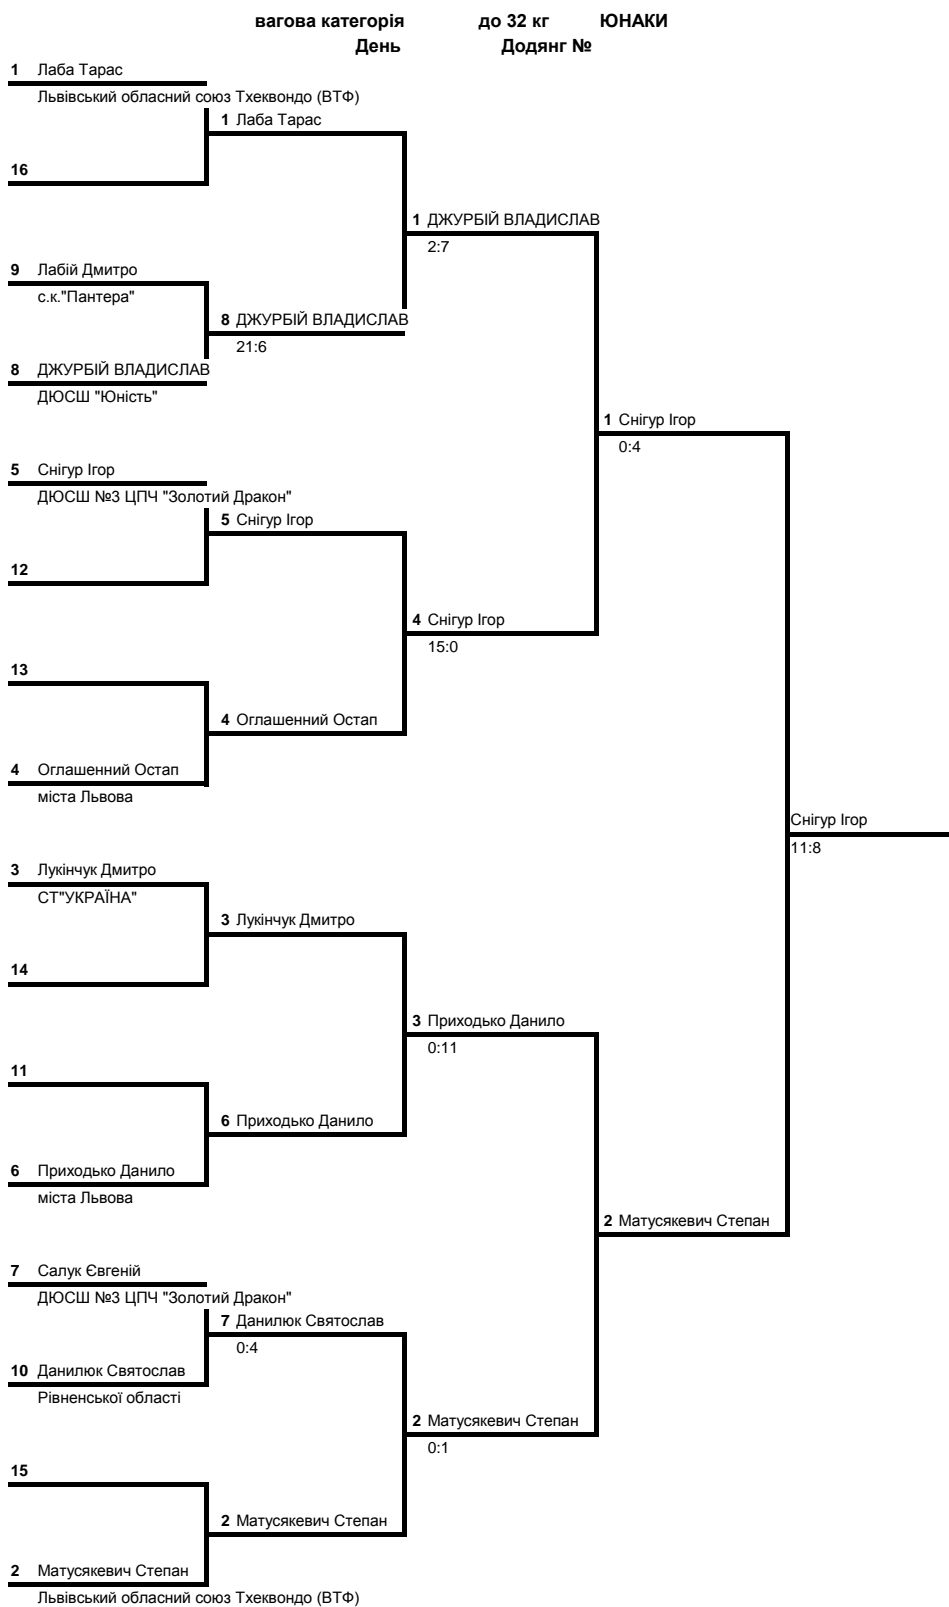 вагова категорія до 32 кг ЮНАКИ
День Додянг №
1 Лаба Тарас
Львівський обласний союз Тхеквондо (ВТФ)
1 Лаба Тарас
16
1 ДЖУРБІЙ ВЛАДИСЛАВ
2:7
9 Лабій Дмитро
с.к."Пантера"
8 ДЖУРБІЙ ВЛАДИСЛАВ
21:6
8 ДЖУРБІЙ ВЛАДИСЛАВ
ДЮСШ "Юність"
1 Снігур Ігор
0:4
5 Снігур Ігор
ДЮСШ №3 ЦПЧ "Золотий Дракон"
5 Снігур Ігор
12
4 Снігур Ігор
15:0
13
4 Оглашенний Остап
4 Оглашенний Остап
міста Львова
Снігур Ігор
11:8
3 Лукінчук Дмитро
СТ"УКРАЇНА"
3 Лукінчук Дмитро
14
3 Приходько Данило
0:11
11
6 Приходько Данило
6 Приходько Данило
міста Львова
2 Матусякевич Степан
7 Салук Євгеній
ДЮСШ №3 ЦПЧ "Золотий Дракон"
7 Данилюк Святослав
0:4
10 Данилюк Святослав
Рівненської області
2 Матусякевич Степан
0:1
15
2 Матусякевич Степан
2 Матусякевич Степан
Львівський обласний союз Тхеквондо (ВТФ)